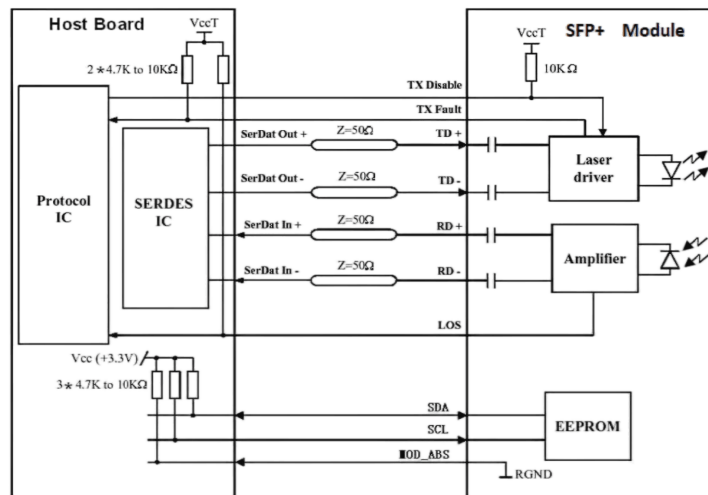 Host Board
VccT
2*4.7K to 10KΩ
VccT
SFP+ Module
10KΩ
TX Disable
TX Fault
SerDat Out +
Z=50Ω
TD +
Laser driver
SerDat Out -
Z=50Ω
TD -
Protocol IC
SERDES IC
SerDat In +
Z=50Ω
RD +
Amplifier
SerDat In -
Z=50Ω
RD -
LOS
Vcc (+3.3V)
3*4.7K to 10KΩ
SDA
SCL
EEPROM
MOD_ABS
RGND